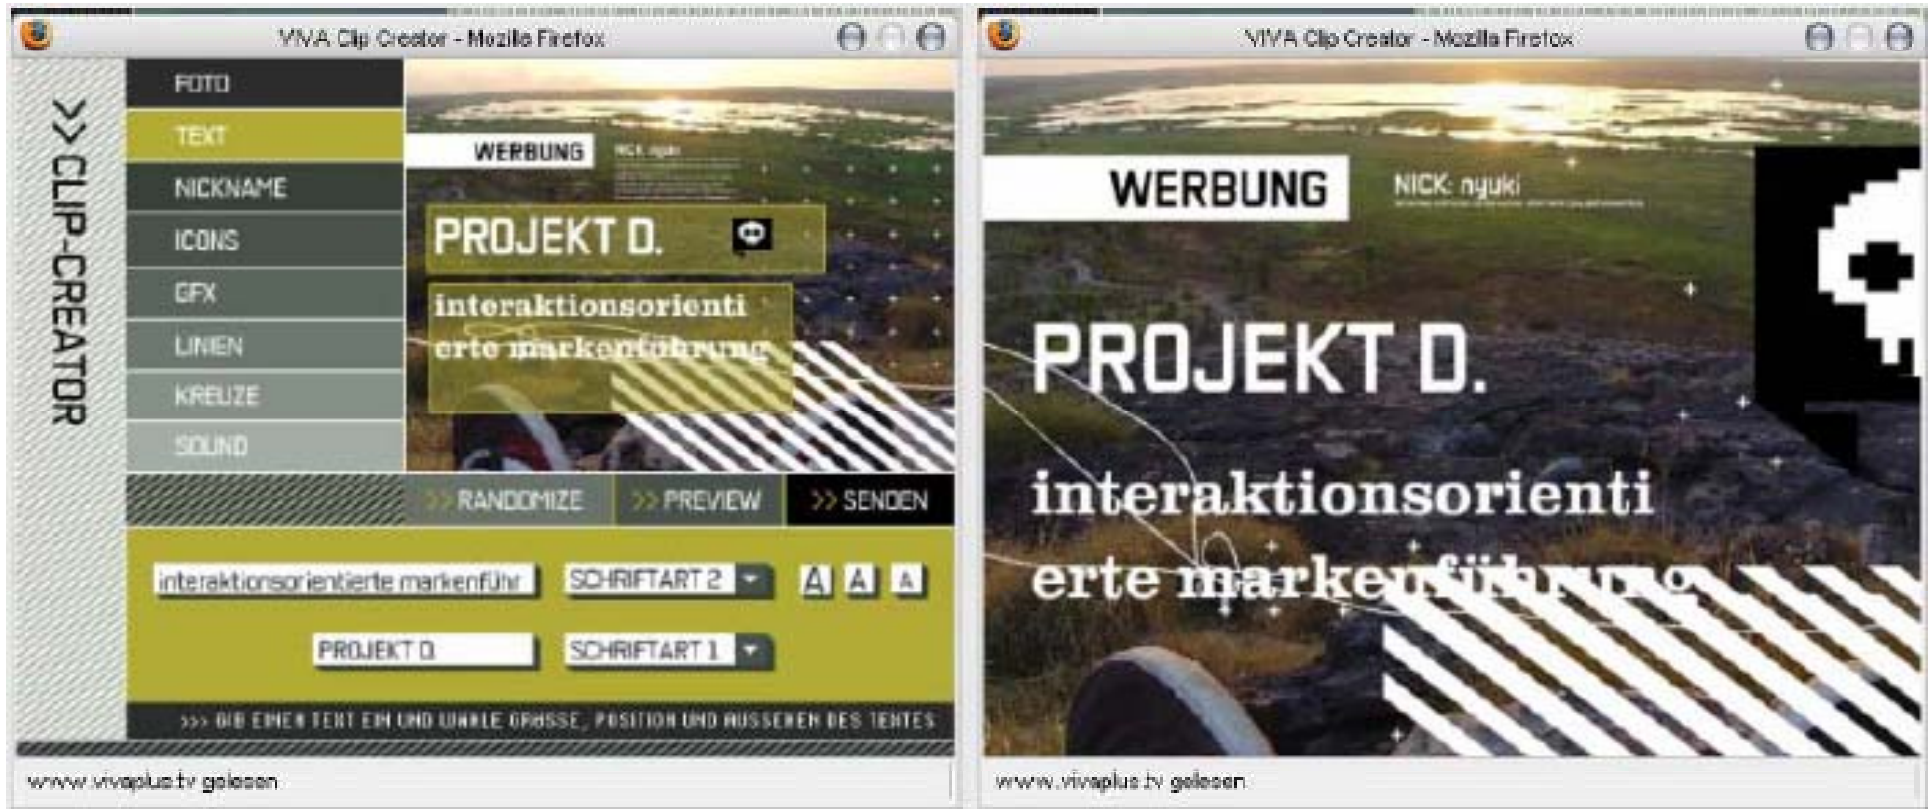 VIVA Clip Creator - Mozilla Firefox
>> CLIP-CREATOR
FOTO
TEXT
NICKNAME
ICONS
GFX
LINIEN
KREUZE
SOUND
WERBUNG
NICK: nyuki
PROJEKT D.
interaktionsorienti
erte markenführung
>> RANDOMIZE
>> PREVIEW
>> SENDEN
interaktionsorientierte markenführ
SCHRIFTART 2
A A A
PROJEKT D.
SCHRIFTART 1
>>> GIB EINEN TEXT EIN UND WÄHLE GRÖSSE, POSITION UND AUSSEHEN DES TEXTES
www.vivaplus.tv gelesen
VIVA Clip Creator - Mozilla Firefox
WERBUNG
NICK: nyuki
PROJEKT D.
interaktionsorienti
erte markenführung
www.vivaplus.tv gelesen